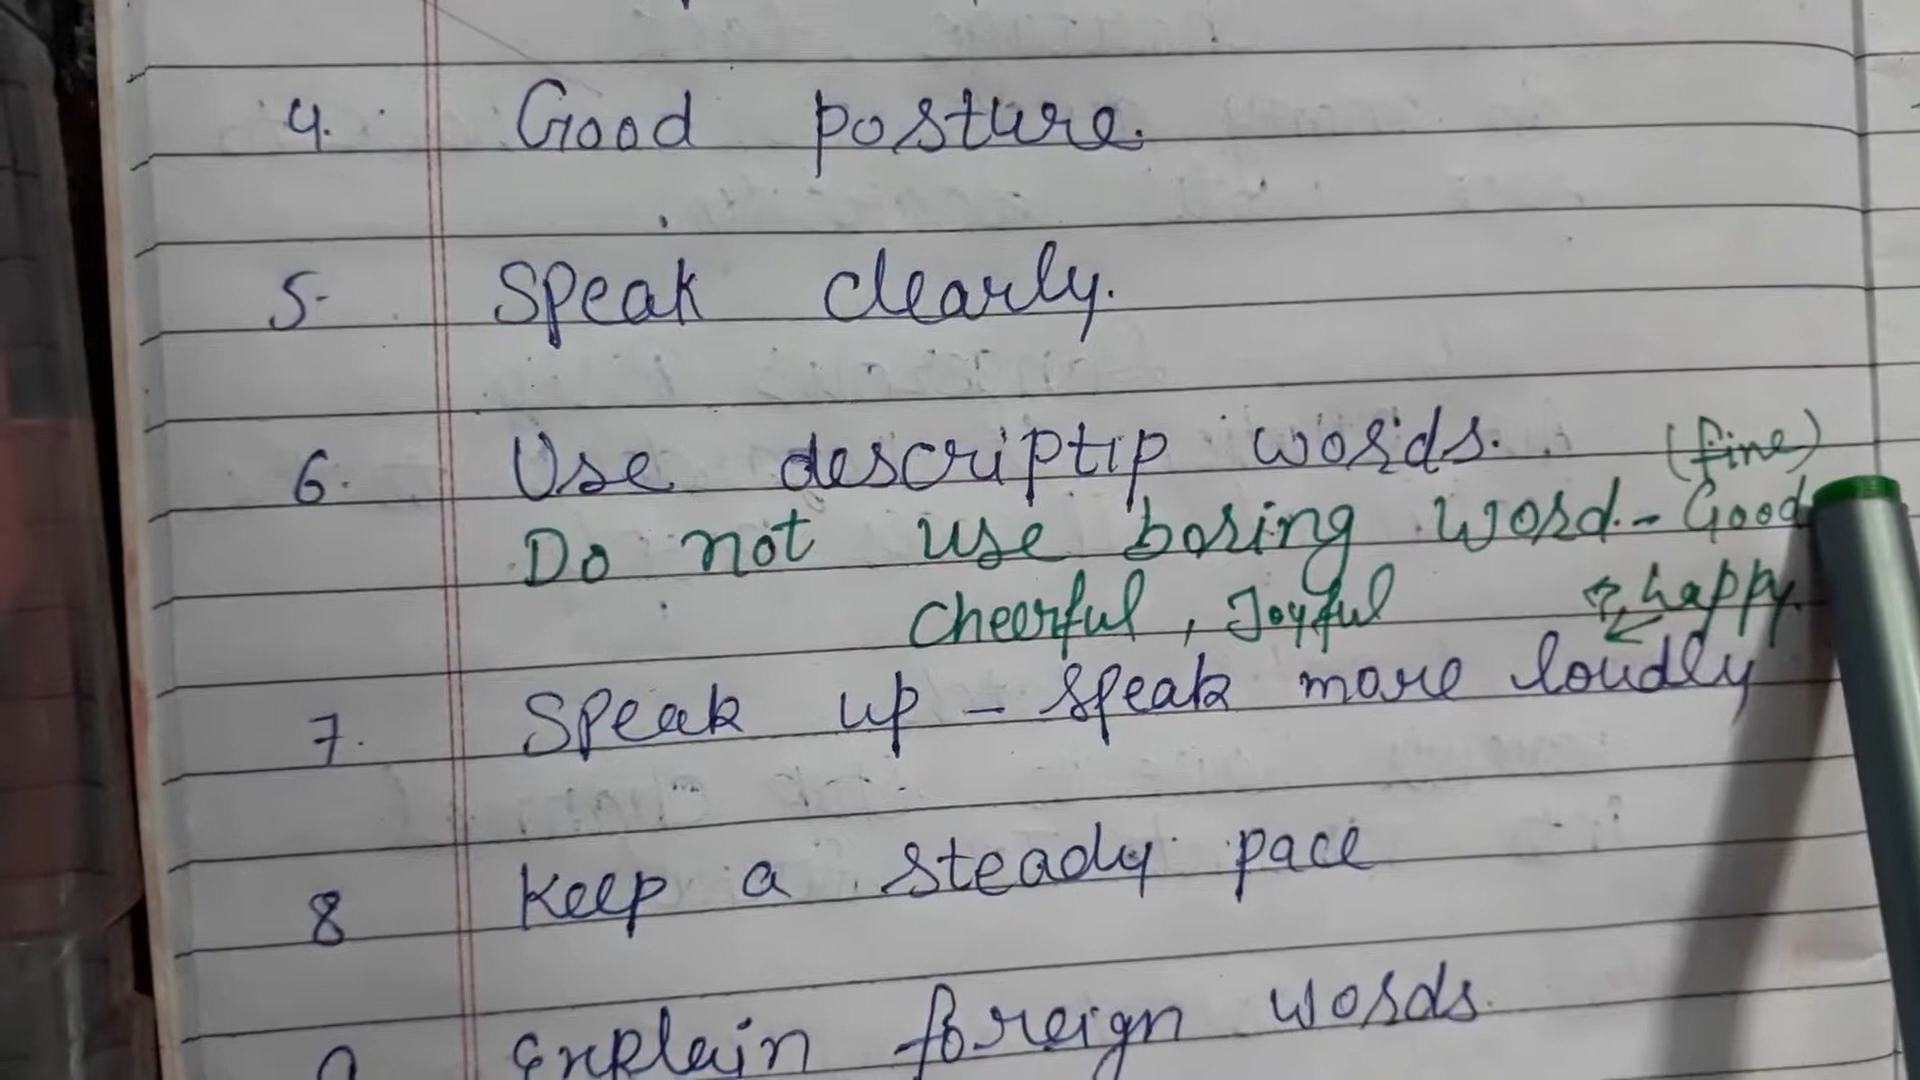 4. Good posture.
5. Speak clearly.
6. Use descriptip words. (fine)
Do not use boring word. - Good
cheerful, Joyful happy.
7. Speak up - speak more loudly
8 Keep a steady pace
Explain foreign words.